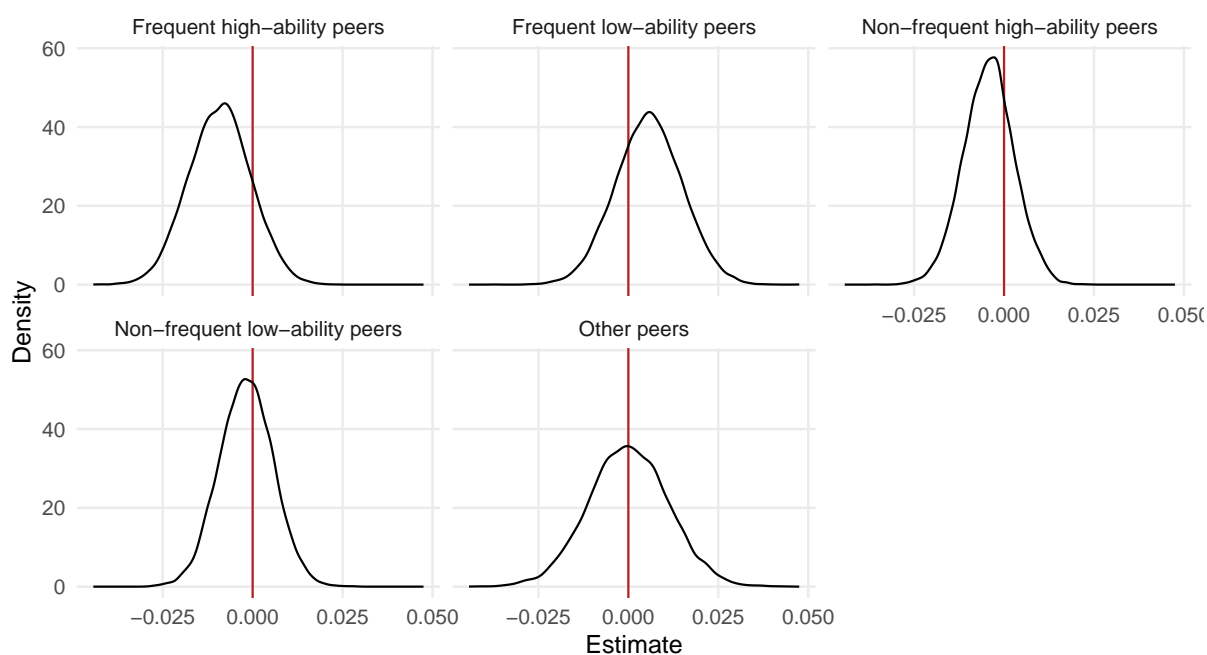 Frequent high−ability peers
Frequent low−ability peers
Non−frequent high−ability peers
60
40
20
0
−0.025 0.000 0.025
Density
Non−frequent low−ability peers
Other peers
60
40
20
0
−0.025 0.000 0.025 0.050
−0.025 0.000 0.025 0.050
Estimate